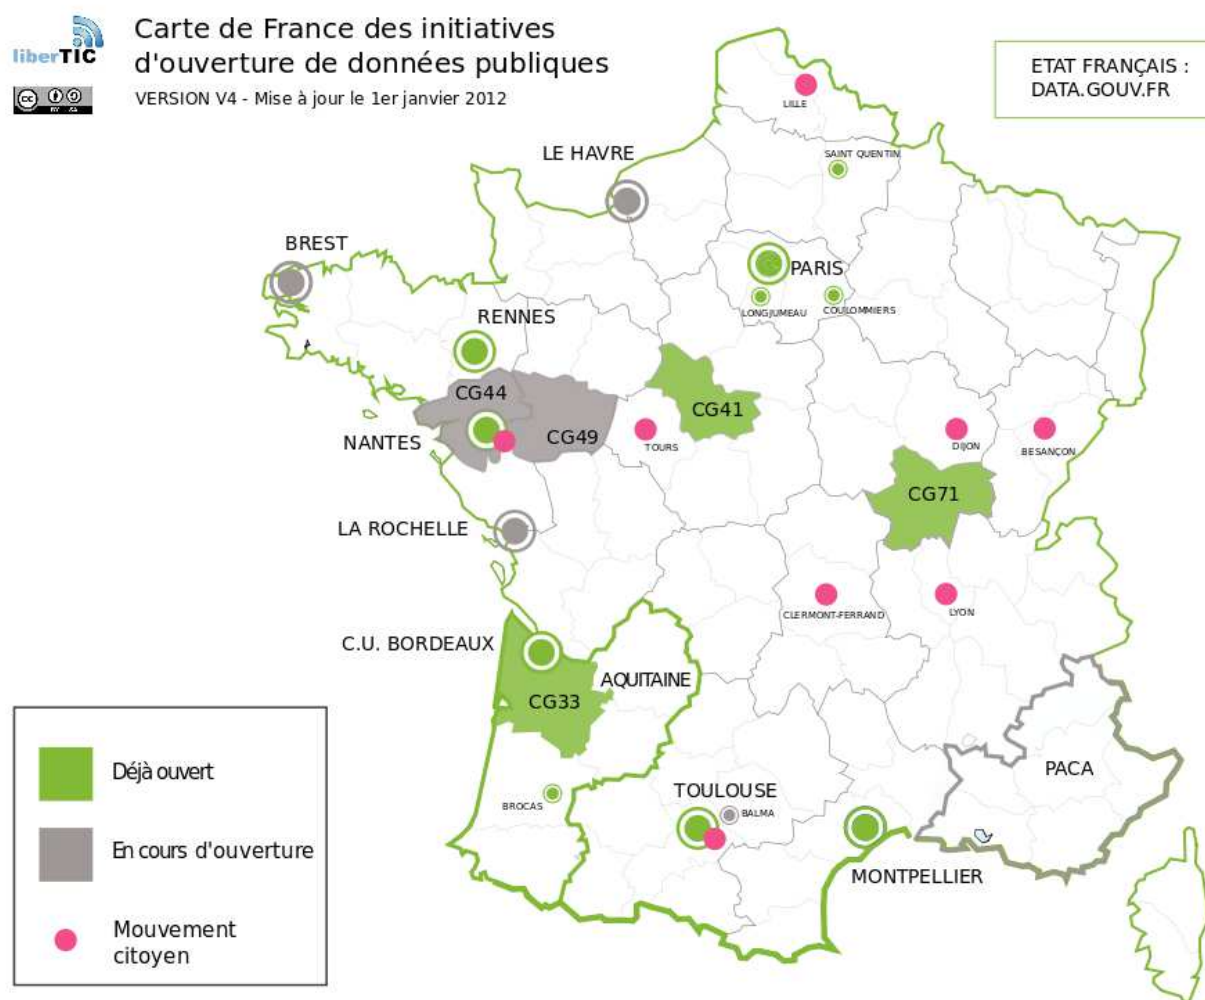 liberTIC
Carte de France des initiatives
d'ouverture de données publiques
VERSION V4 - Mise à jour le 1er janvier 2012
cc
BY SA
ETAT FRANÇAIS :
DATA.GOUV.FR
LILLE
LE HAVRE
SAINT QUENTIN
BREST
PARIS
RENNES
LONGJUMEAU
COULOMMIERS
CG44
CG41
NANTES
CG49
TOURS
DIJON
BESANÇON
CG71
LA ROCHELLE
CLERMONT-FERRAND
LYON
C.U. BORDEAUX
AQUITAINE
CG33
PACA
TOULOUSE
BROCAS
BALMA
MONTPELLIER
Déjà ouvert
En cours d'ouverture
Mouvement
citoyen